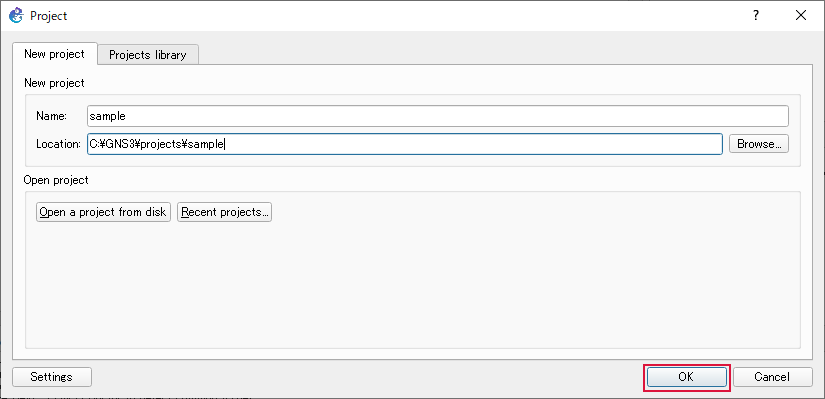 Project
?
New project Projects library
New project
Name: sample
Location: C:¥GNS3¥projects¥sample Browse...
Open project
Open a project from disk Recent projects...
Settings OK Cancel